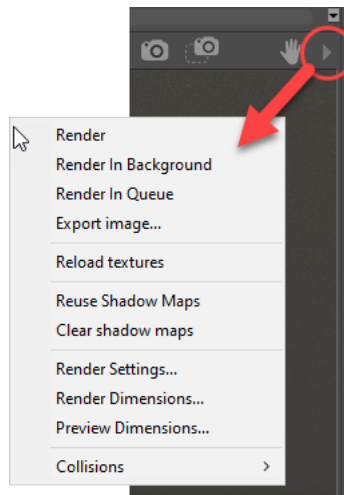 Render
Render In Background
Render In Queue
Export image...
Reload textures
Reuse Shadow Maps
Clear shadow maps
Render Settings...
Render Dimensions...
Preview Dimensions...
Collisions